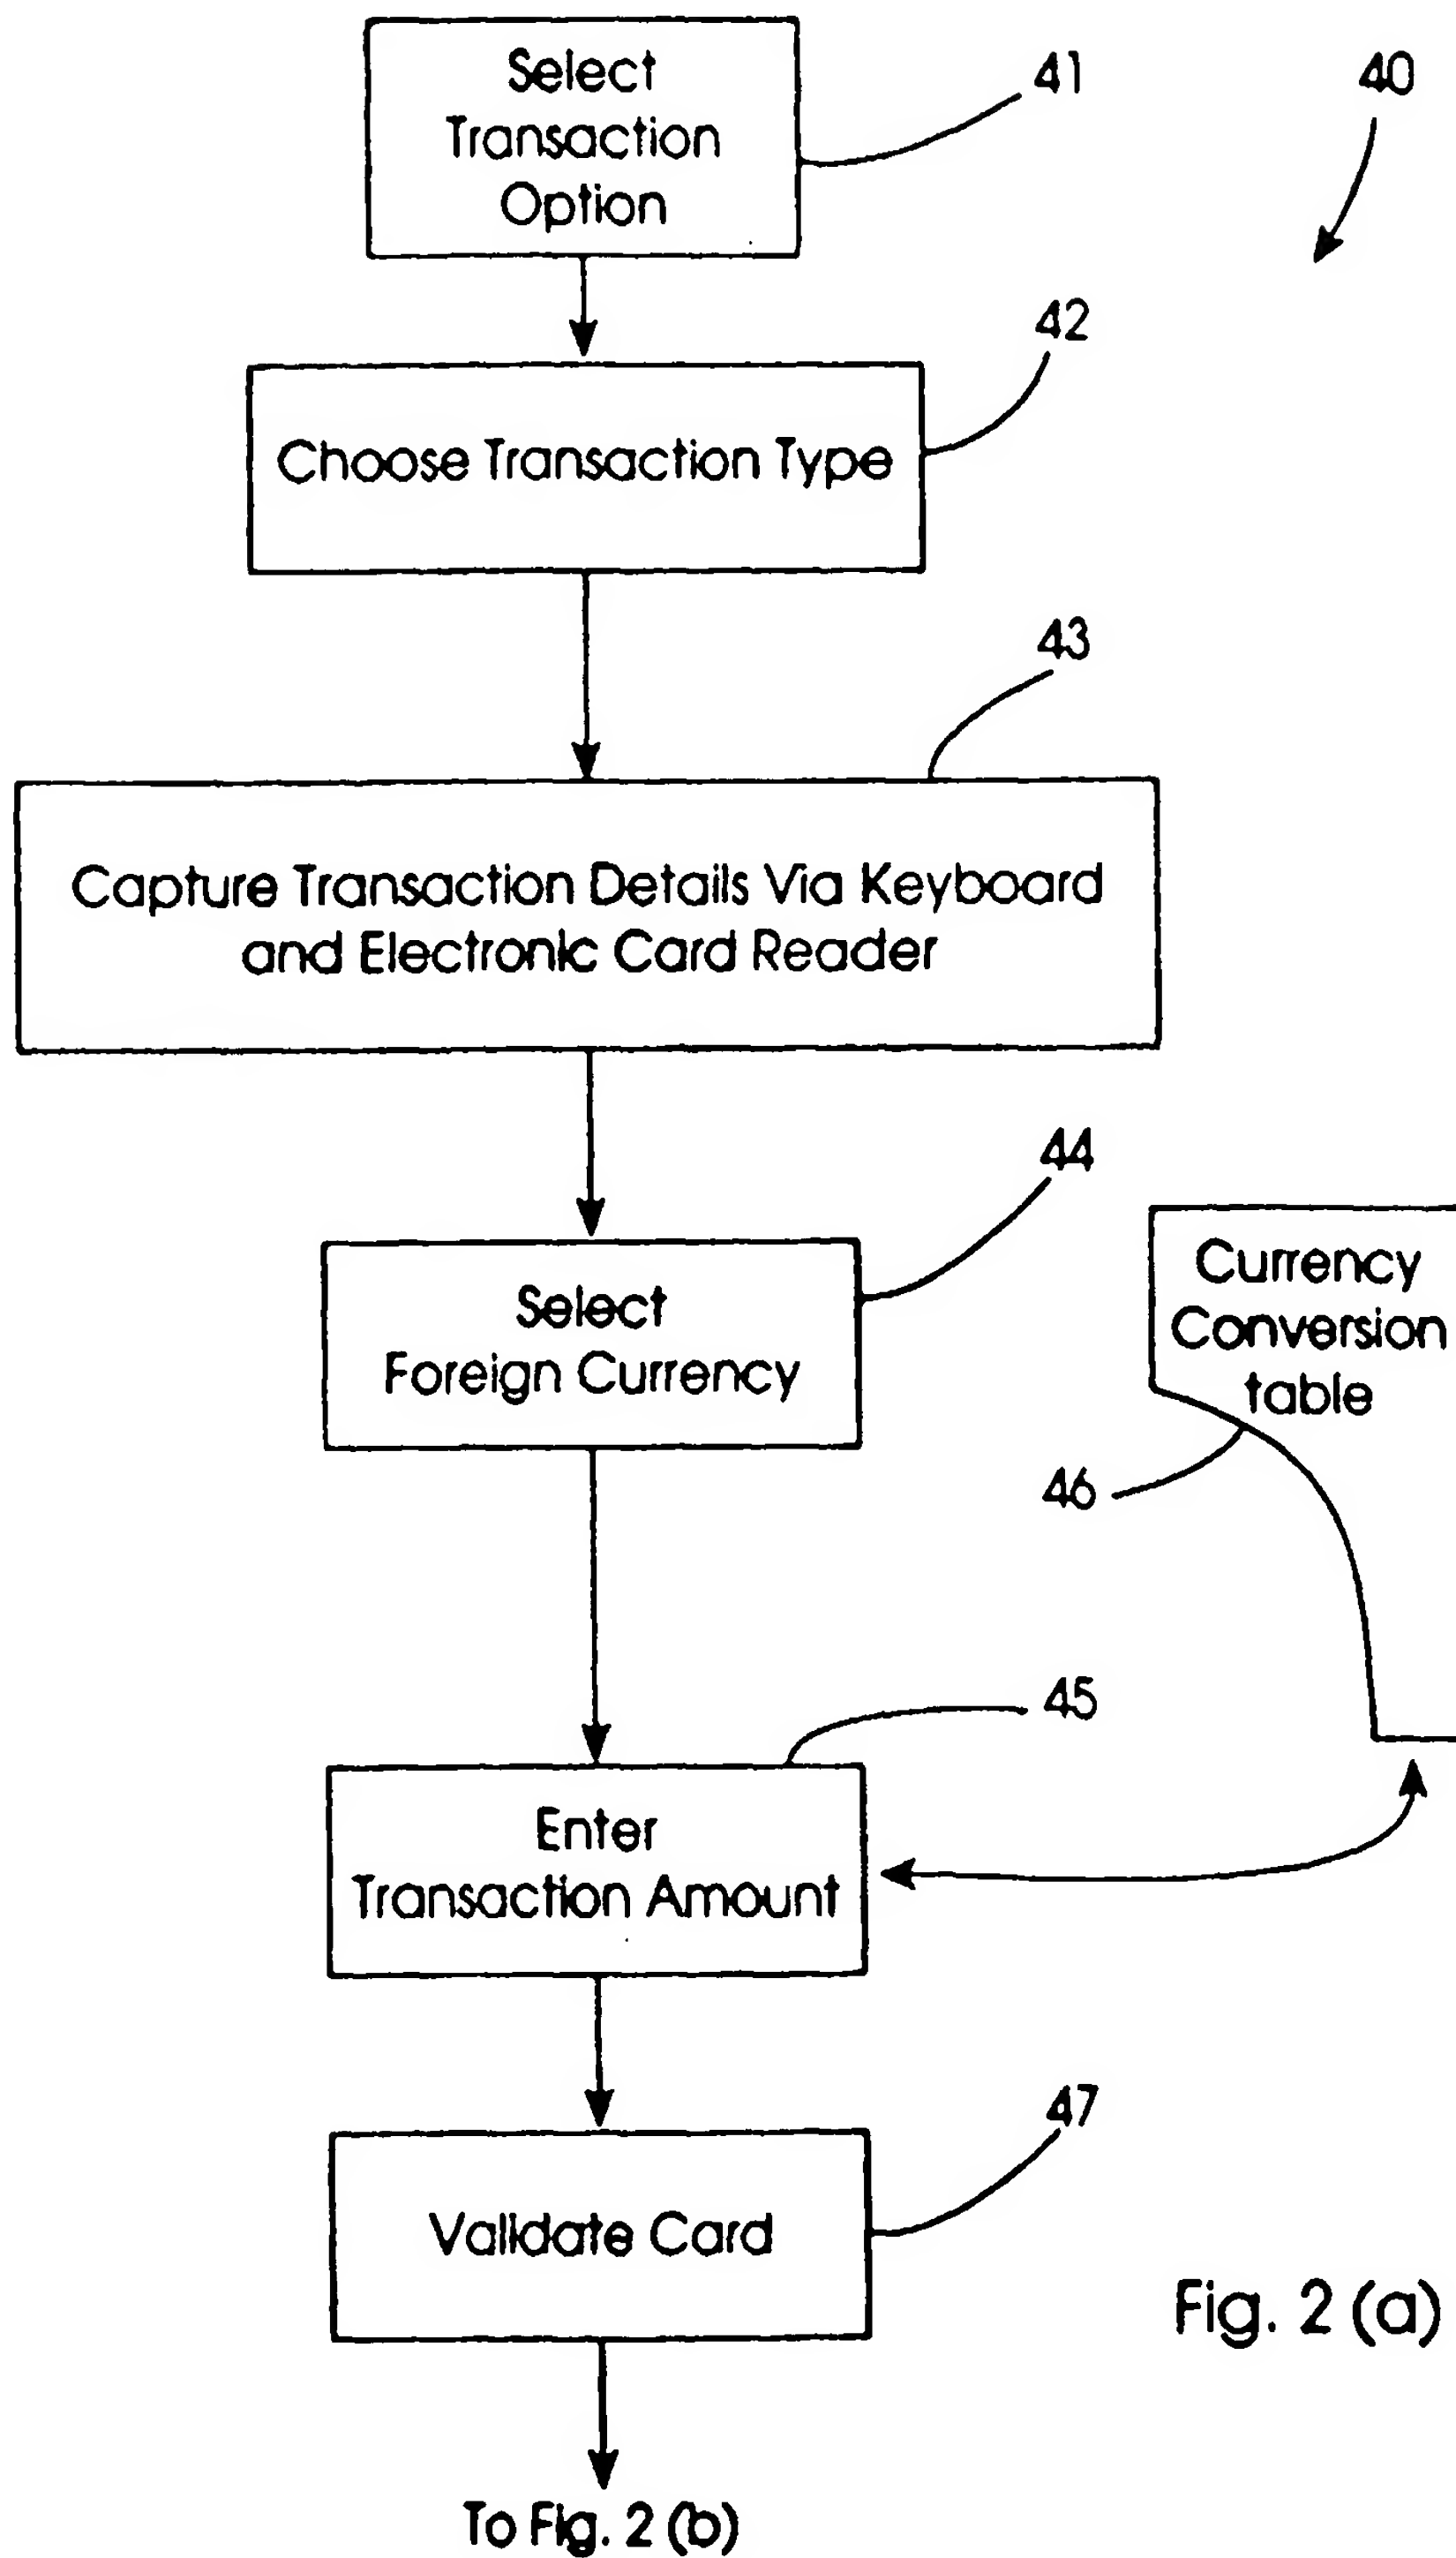 Select
Transaction
Option
41
40
42
Choose Transaction Type
43
Capture Transaction Details Via Keyboard
and Electronic Card Reader
44
Select
Foreign Currency
Currency
Conversion
table
46
45
Enter
Transaction Amount
47
Validate Card
Fig. 2 (a)
To Fig. 2 (b)